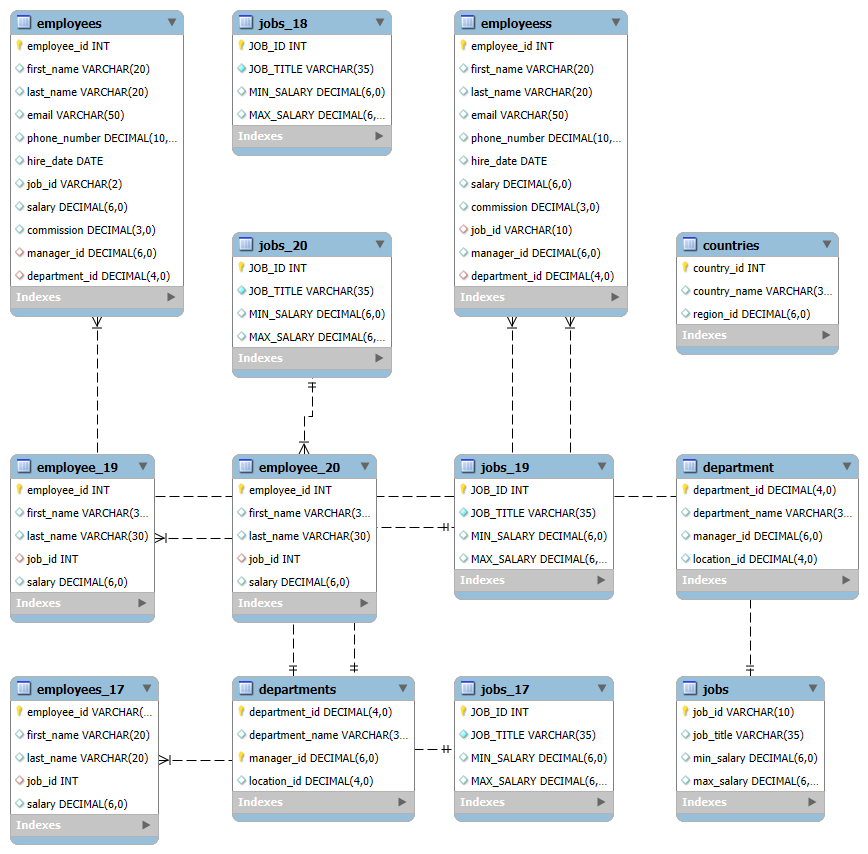 employees
employee_id INT
first_name VARCHAR(20)
last_name VARCHAR(20)
email VARCHAR(50)
phone_number DECIMAL(10,...
hire_date DATE
job_id VARCHAR(2)
salary DECIMAL(6,0)
commission DECIMAL(3,0)
manager_id DECIMAL(6,0)
department_id DECIMAL(4,0)
Indexes
jobs_18
JOB_ID INT
JOB_TITLE VARCHAR(35)
MIN_SALARY DECIMAL(6,0)
MAX_SALARY DECIMAL(6,...
Indexes
employeess
employee_id INT
first_name VARCHAR(20)
last_name VARCHAR(20)
email VARCHAR(50)
phone_number DECIMAL(10,...
hire_date DATE
salary DECIMAL(6,0)
commission DECIMAL(3,0)
job_id VARCHAR(10)
manager_id DECIMAL(6,0)
department_id DECIMAL(4,0)
Indexes
jobs_20
JOB_ID INT
JOB_TITLE VARCHAR(35)
MIN_SALARY DECIMAL(6,0)
MAX_SALARY DECIMAL(6,...
Indexes
countries
country_id INT
country_name VARCHAR(3...
region_id DECIMAL(6,0)
Indexes
employee_19
employee_id INT
first_name VARCHAR(3...
last_name VARCHAR(30)
job_id INT
salary DECIMAL(6,0)
Indexes
employee_20
employee_id INT
first_name VARCHAR(3...
last_name VARCHAR(30)
job_id INT
salary DECIMAL(6,0)
Indexes
jobs_19
JOB_ID INT
JOB_TITLE VARCHAR(35)
MIN_SALARY DECIMAL(6,0)
MAX_SALARY DECIMAL(6,...
Indexes
department
department_id DECIMAL(4,0)
department_name VARCHAR(3...
manager_id DECIMAL(6,0)
location_id DECIMAL(4,0)
Indexes
employees_17
employee_id VARCHAR(...
first_name VARCHAR(20)
last_name VARCHAR(20)
job_id INT
salary DECIMAL(6,0)
Indexes
departments
department_id DECIMAL(4,0)
department_name VARCHAR(3...
manager_id DECIMAL(6,0)
location_id DECIMAL(4,0)
Indexes
jobs_17
JOB_ID INT
JOB_TITLE VARCHAR(35)
MIN_SALARY DECIMAL(6,0)
MAX_SALARY DECIMAL(6,...
Indexes
jobs
job_id VARCHAR(10)
job_title VARCHAR(35)
min_salary DECIMAL(6,0)
max_salary DECIMAL(6,...
Indexes